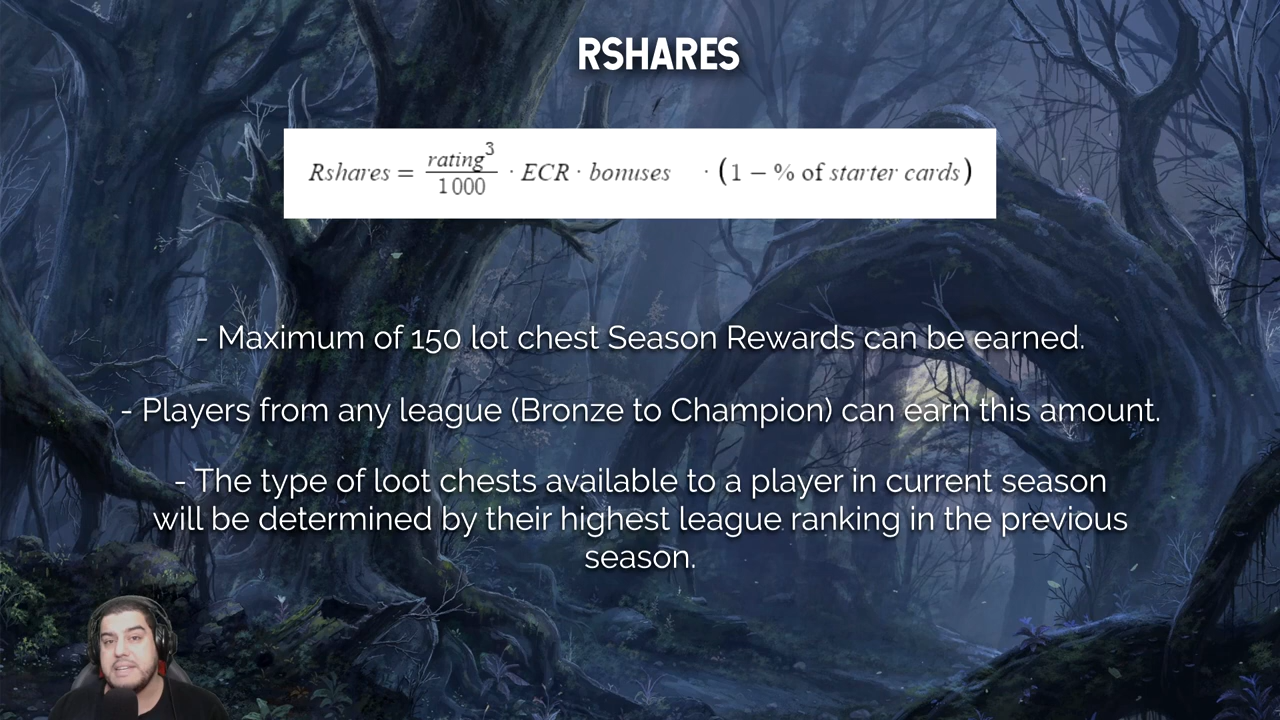 RSHARES
Rshares = rating³/1000 · ECR · bonuses · (1 − % of starter cards)
- Maximum of 150 lot chest Season Rewards can be earned.
- Players from any league (Bronze to Champion) can earn this amount.
- The type of loot chests available to a player in current season
will be determined by their highest league ranking in the previous
season.